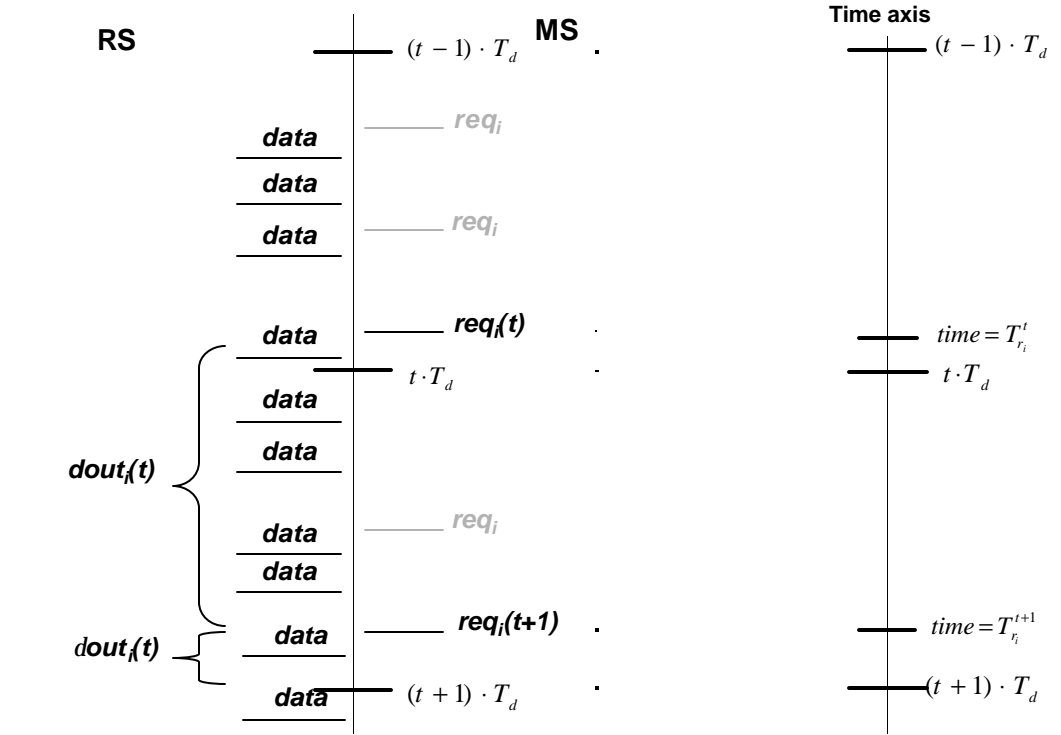 Time axis
RS
MS
(t − 1) · T_d
(t − 1) · T_d
req_i
data
data
req_i
data
req_i(t)
data
time = T_{r_i}^t
t · T_d
t · T_d
data
data
dout_i(t)
req_i
data
data
req_i(t+1)
time = T_{r_i}^{t+1}
data
dout_i(t)
data
(t + 1) · T_d
(t + 1) · T_d